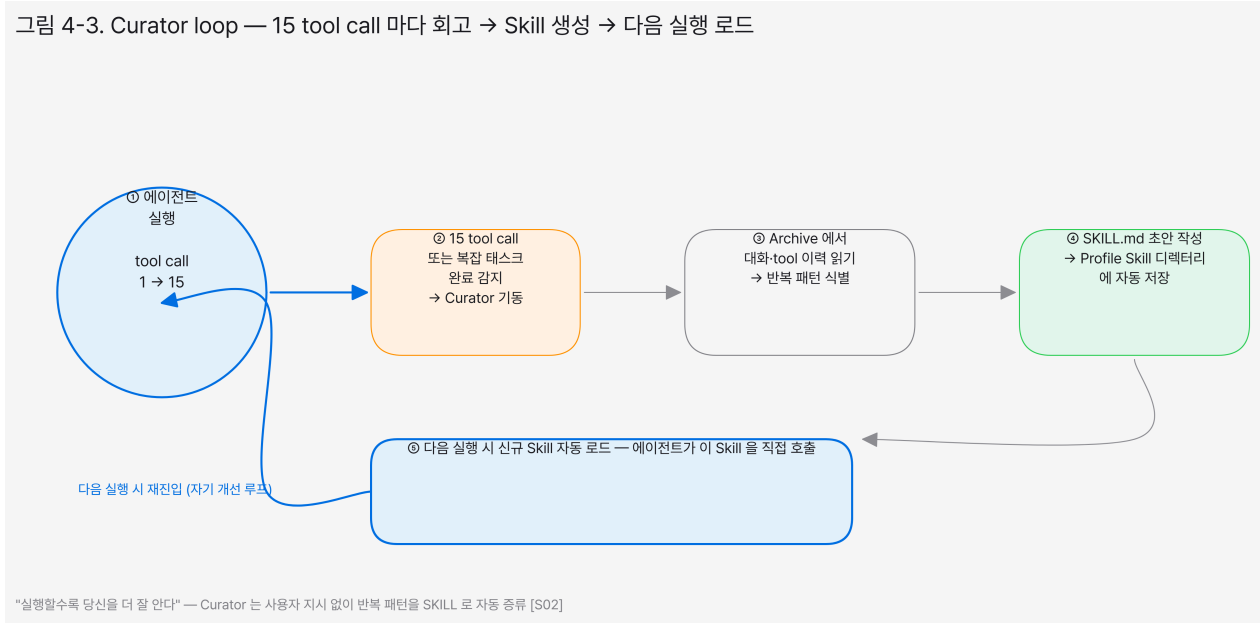 그림 4-3. Curator loop — 15 tool call 마다 회고 → Skill 생성 → 다음 실행 로드
① 에이전트
실행
tool call
1 → 15
② 15 tool call
또는 복잡 태스크
완료 감지
→ Curator 기동
③ Archive 에서
대화·tool 이력 읽기
→ 반복 패턴 식별
④ SKILL.md 초안 작성
→ Profile Skill 디렉터리
에 자동 저장
⑤ 다음 실행 시 신규 Skill 자동 로드 — 에이전트가 이 Skill 을 직접 호출
다음 실행 시 재진입 (자기 개선 루프)
"실행할수록 당신을 더 잘 안다" — Curator 는 사용자 지시 없이 반복 패턴을 SKILL 로 자동 증류 [S02]